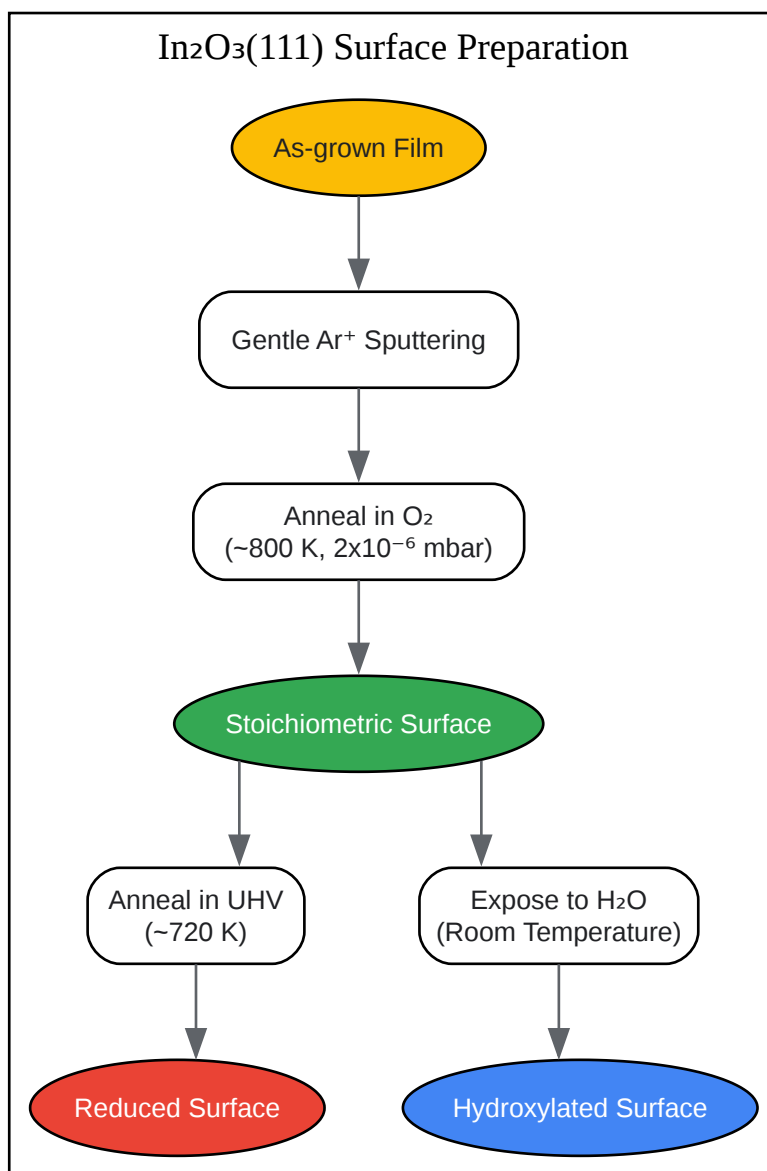 In₂O₃(111) Surface Preparation
As-grown Film
Gentle Ar⁺ Sputtering
Anneal in O₂
(~800 K, 2x10⁻⁶ mbar)
Stoichiometric Surface
Anneal in UHV
(~720 K)
Expose to H₂O
(Room Temperature)
Reduced Surface
Hydroxylated Surface